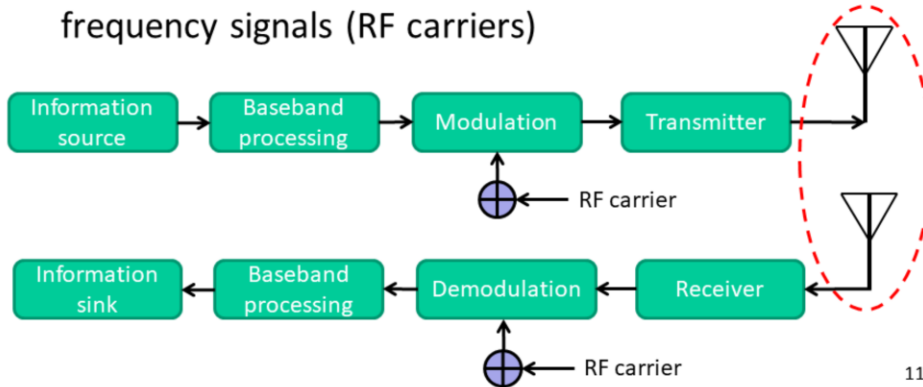 frequency signals (RF carriers)
Information
source
Baseband
processing
Modulation
Transmitter
RF carrier
Information
sink
Baseband
processing
Demodulation
Receiver
RF carrier
11